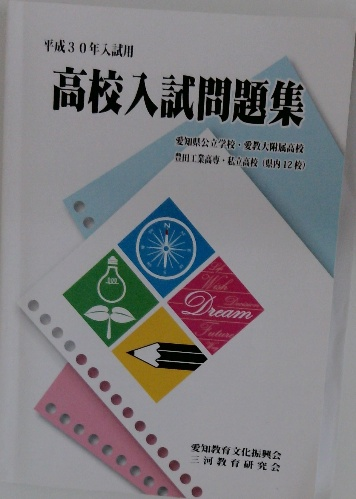 平成30年入試用
高校入試問題集
愛知県公立学校・愛教大附属高校
豊田工業高専・私立高校（県内12校）
Wish
Dream
Future
愛知教育文化振興会
三河教育研究会